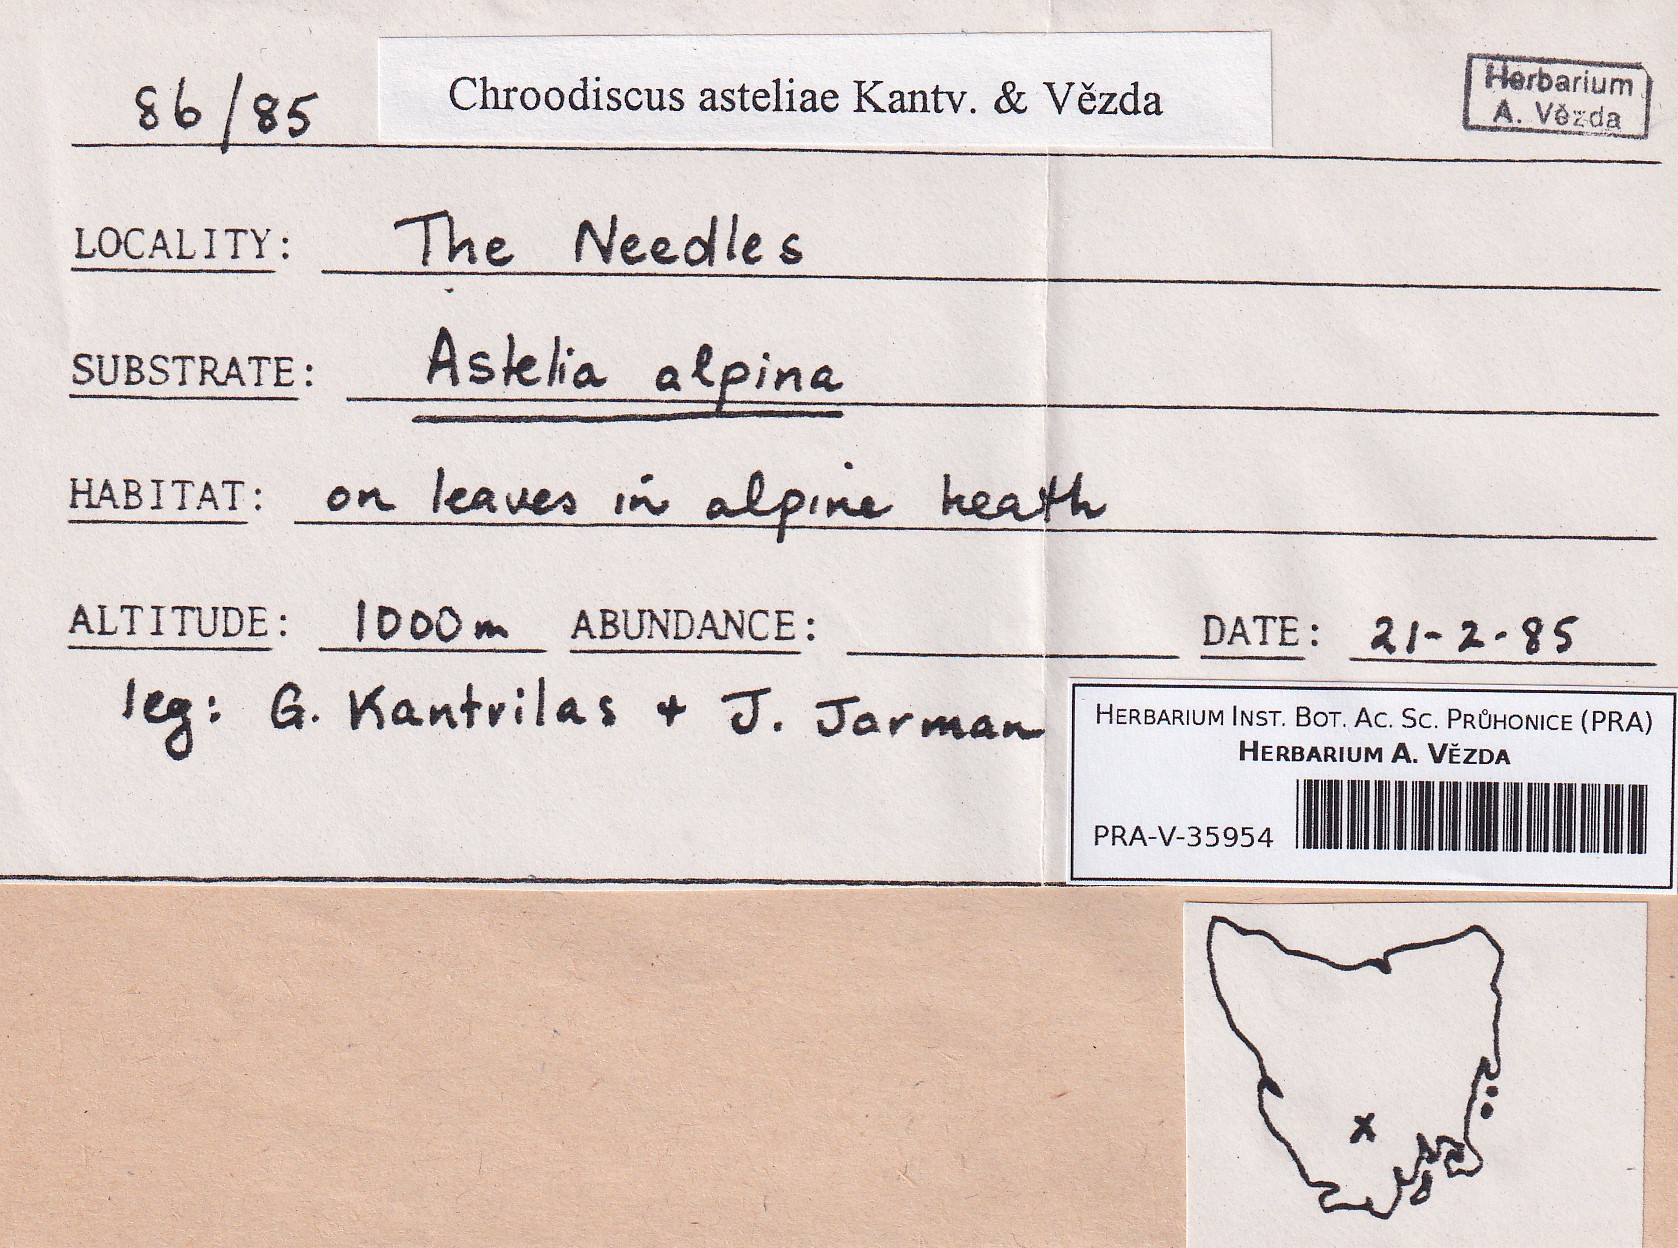 86/85
Chroodiscus asteliae Kantv. & Vězda
Herbarium
A. Vězda
LOCALITY: The Needles
SUBSTRATE: Astelia alpina
HABITAT: on leaves in alpine heath
ALTITUDE: 1000m ABUNDANCE: DATE: 21-2-85
leg: G. Kantvilas + J. Jarman
HERBARIUM INST. BOT. AC. SC. PRŮHONICE (PRA)
HERBARIUM A. VĚZDA
PRA-V-35954
x